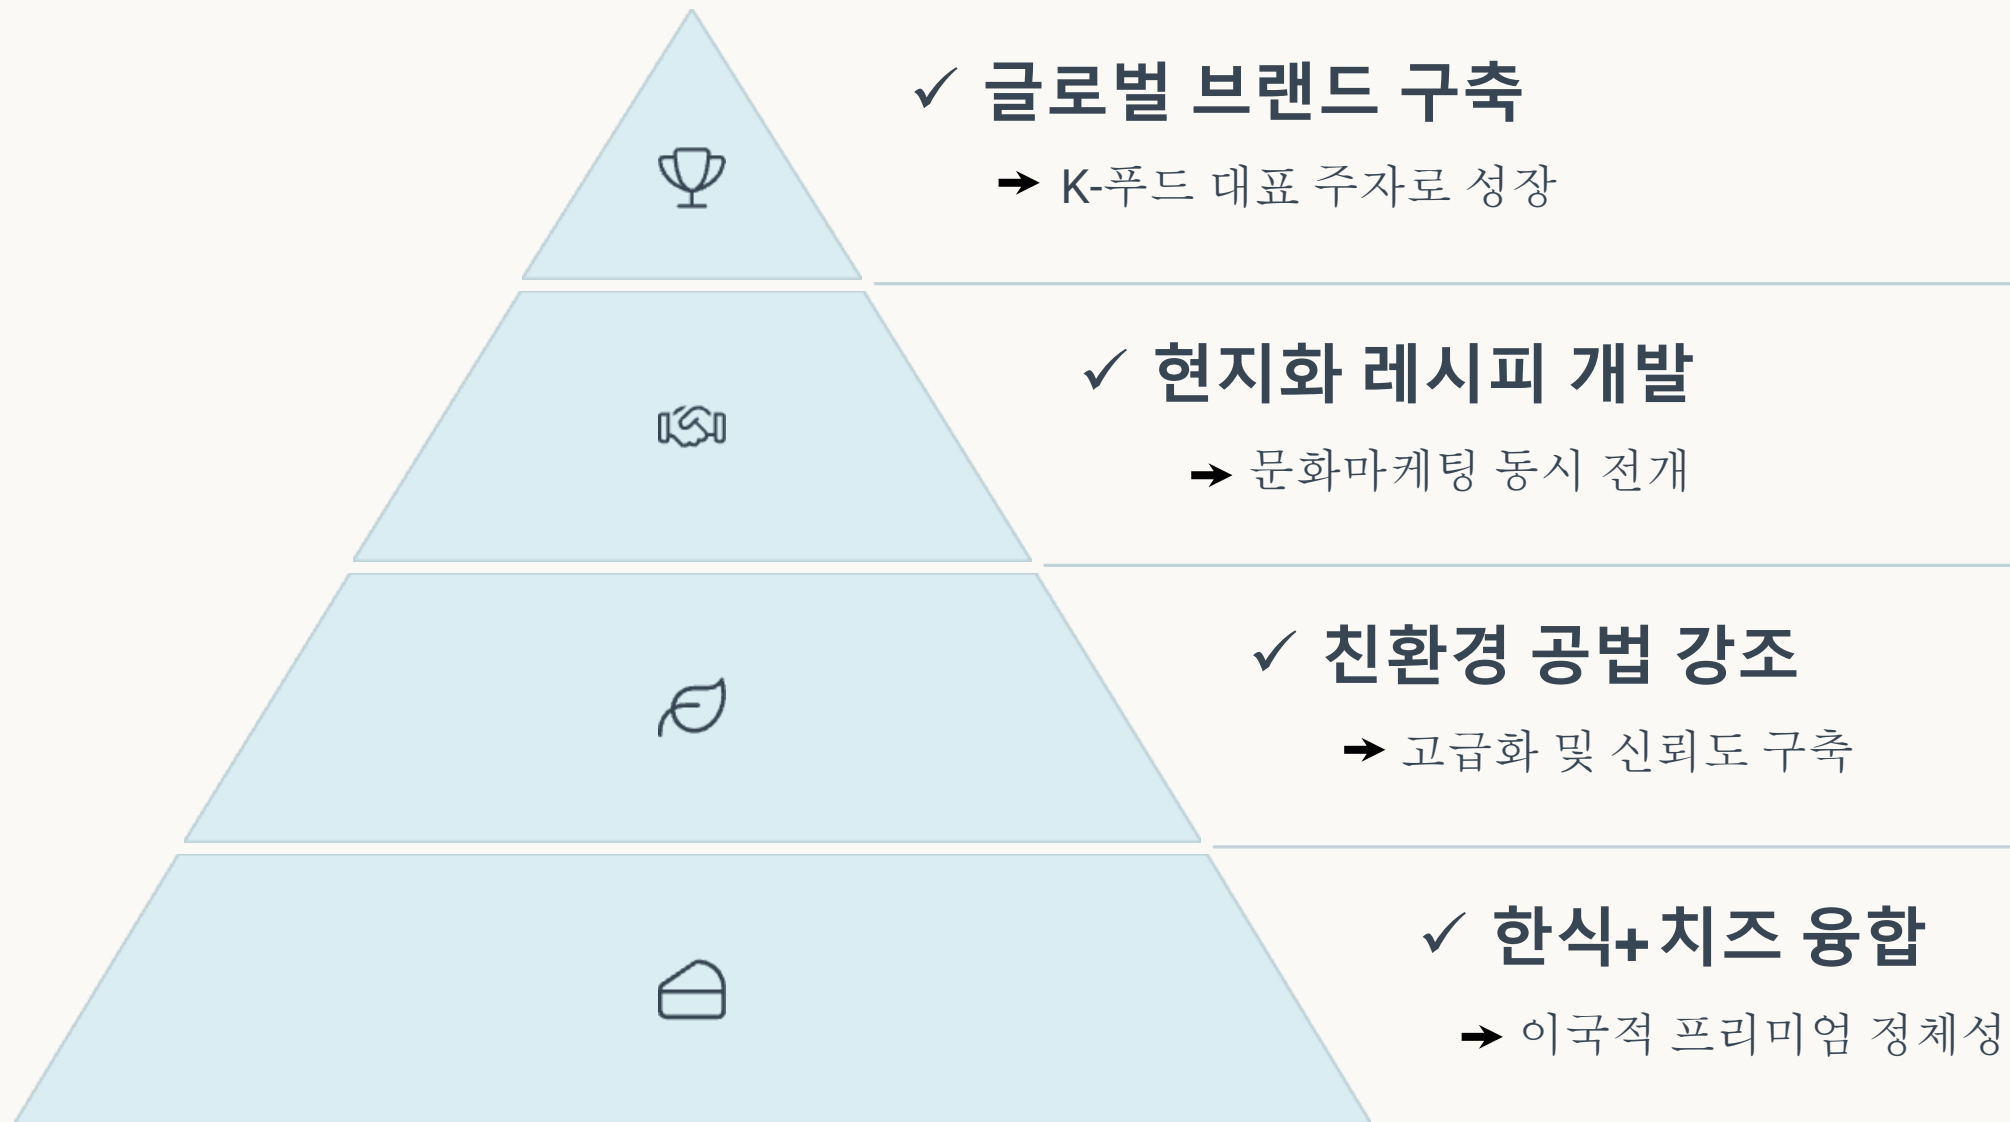 ✓ 글로벌 브랜드 구축
→ K-푸드 대표 주자로 성장
✓ 현지화 레시피 개발
→ 문화마케팅 동시 전개
✓ 친환경 공법 강조
→ 고급화 및 신뢰도 구축
✓ 한식+치즈 융합
→ 이국적 프리미엄 정체성